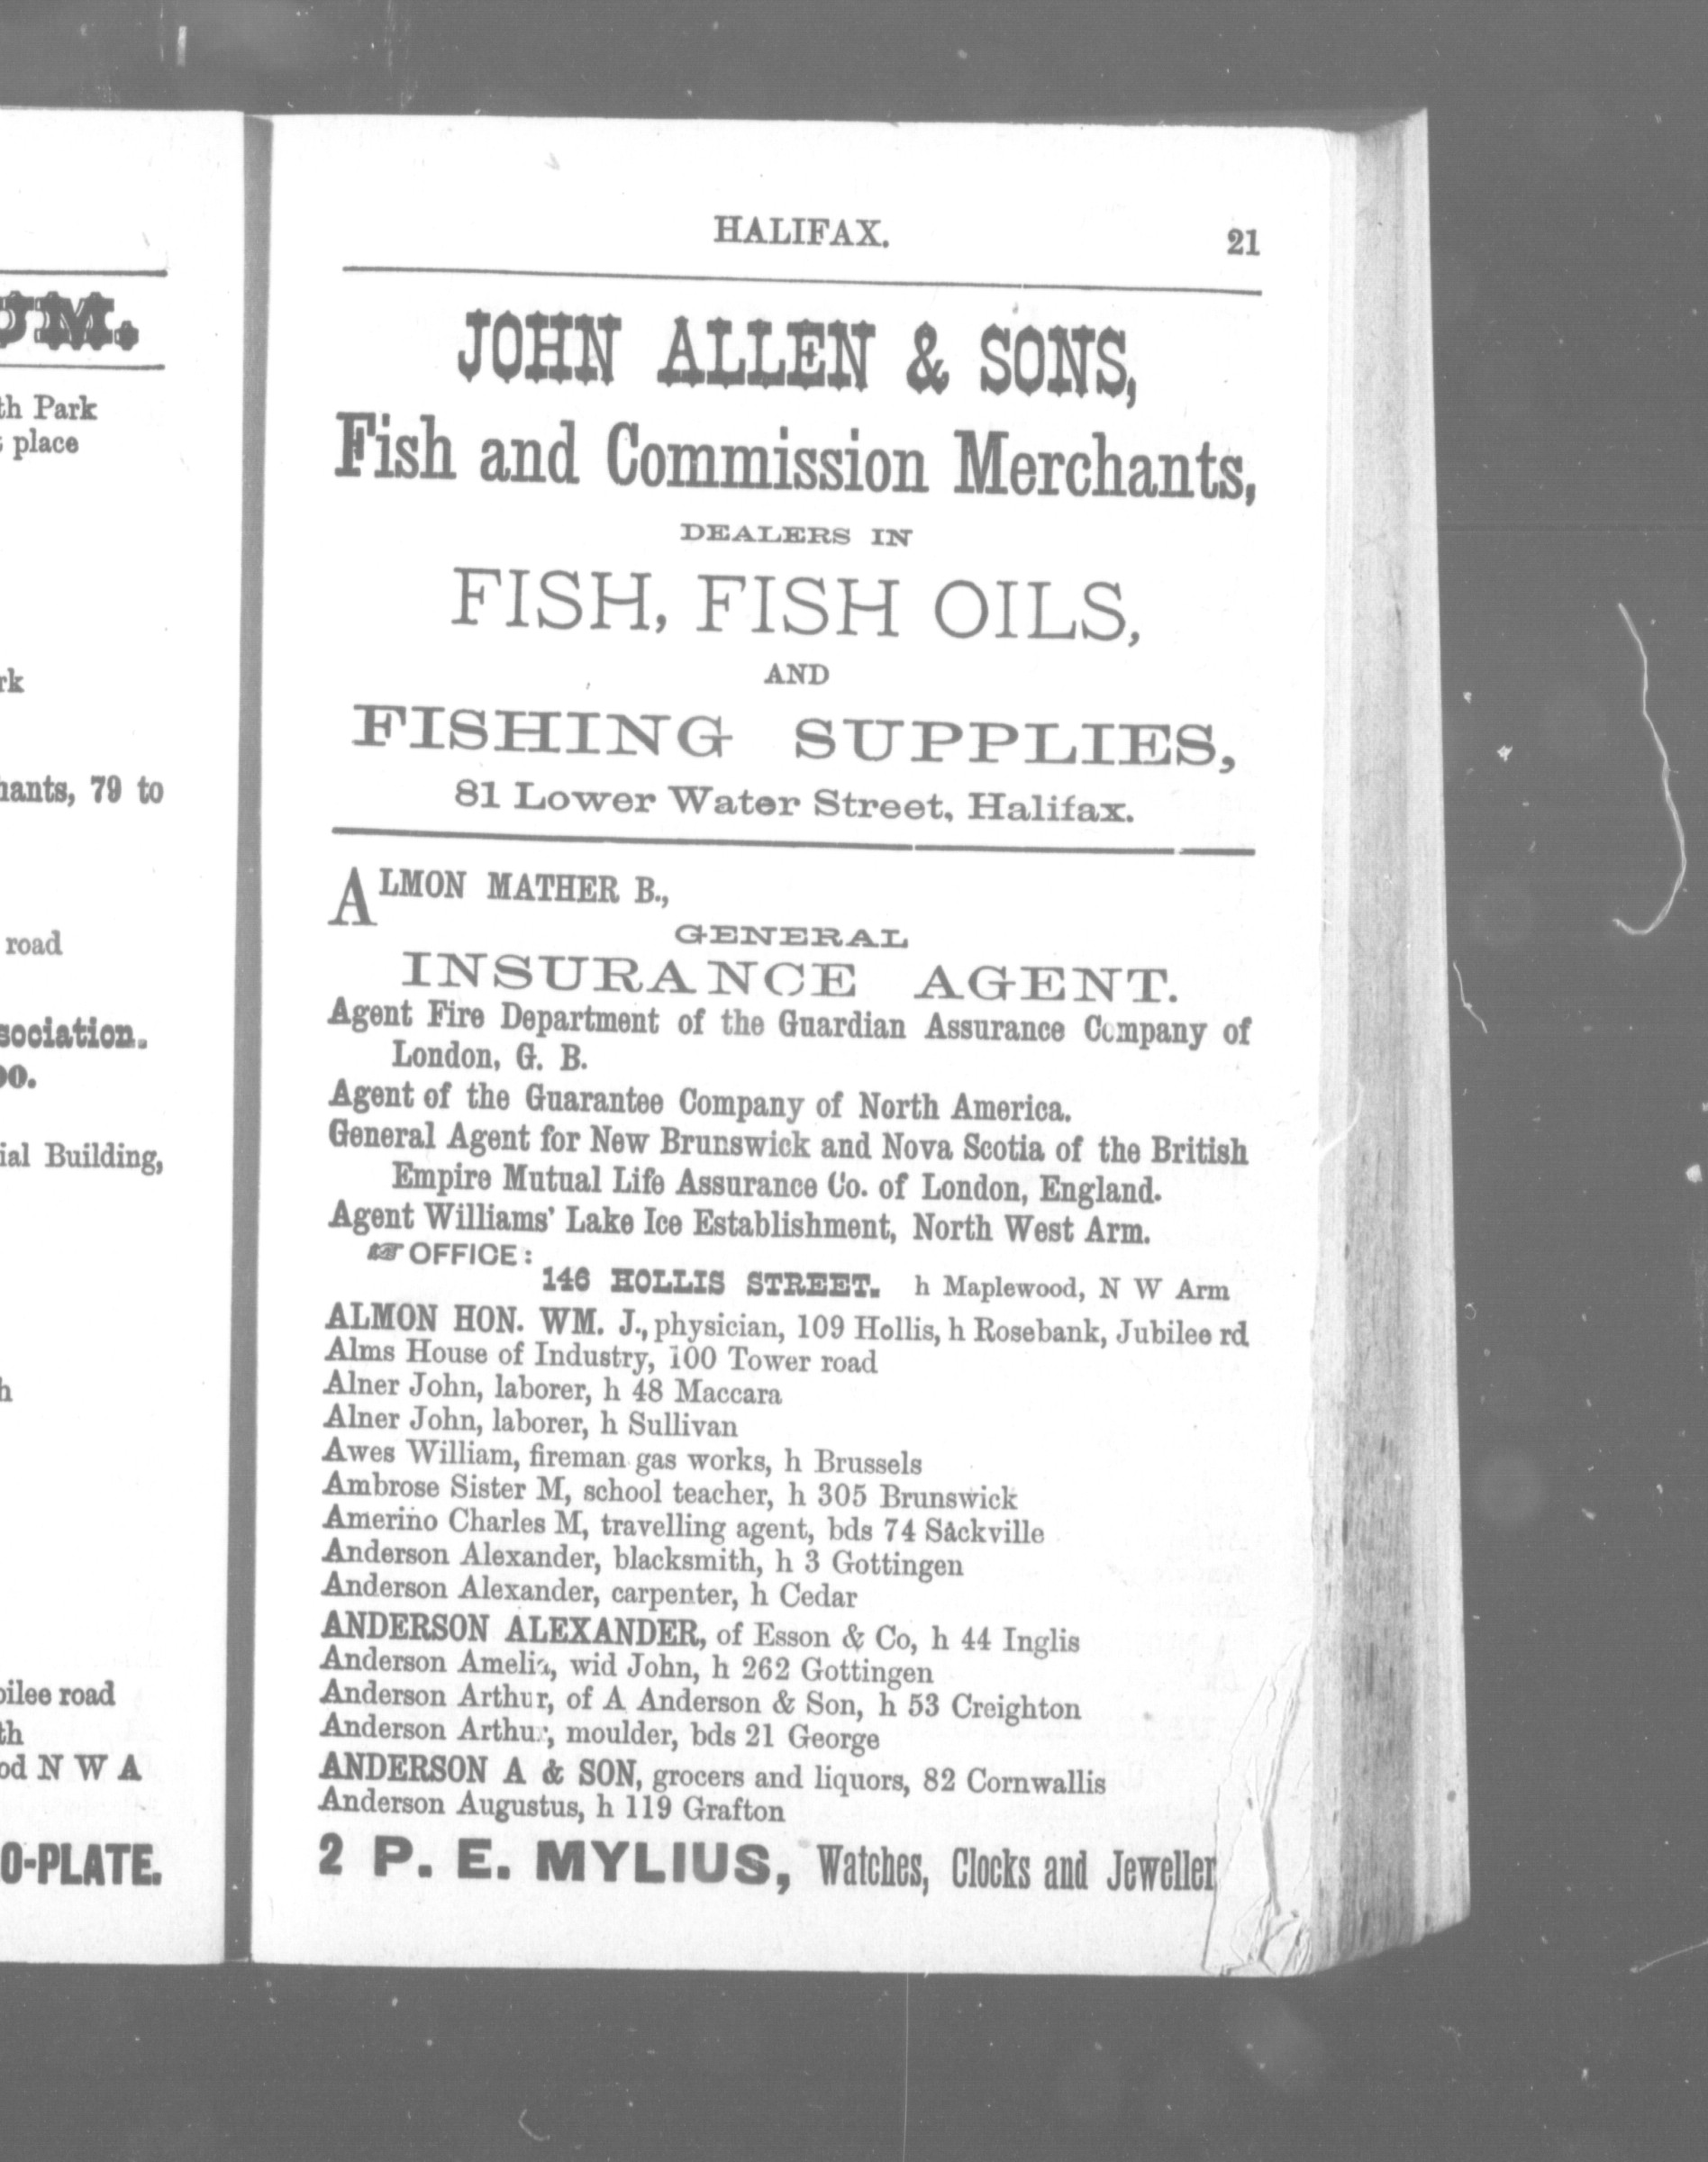 UM.
th Park
place
rk
hants, 79 to
road
sociation.
oo.
ial Building,
h
bilee road
th
od N W A
O-PLATE.
HALIFAX. 21
JOHN ALLEN & SONS,
Fish and Commission Merchants,
DEALERS IN
FISH, FISH OILS,
AND
FISHING SUPPLIES,
81 Lower Water Street, Halifax.
ALMON MATHER B.,
GENERAL
INSURANCE AGENT.
Agent Fire Department of the Guardian Assurance Company of
London, G. B.
Agent of the Guarantee Company of North America.
General Agent for New Brunswick and Nova Scotia of the British
Empire Mutual Life Assurance Co. of London, England.
Agent Williams' Lake Ice Establishment, North West Arm.
☞ OFFICE:
146 HOLLIS STREET. h Maplewood, N W Arm
ALMON HON. WM. J., physician, 109 Hollis, h Rosebank, Jubilee rd
Alms House of Industry, 100 Tower road
Alner John, laborer, h 48 Maccara
Alner John, laborer, h Sullivan
Awes William, fireman gas works, h Brussels
Ambrose Sister M, school teacher, h 305 Brunswick
Amerino Charles M, travelling agent, bds 74 Sackville
Anderson Alexander, blacksmith, h 3 Gottingen
Anderson Alexander, carpenter, h Cedar
ANDERSON ALEXANDER, of Esson & Co, h 44 Inglis
Anderson Amelia, wid John, h 262 Gottingen
Anderson Arthur, of A Anderson & Son, h 53 Creighton
Anderson Arthur, moulder, bds 21 George
ANDERSON A & SON, grocers and liquors, 82 Cornwallis
Anderson Augustus, h 119 Grafton
2 P. E. MYLIUS, Watches, Clocks and Jeweller